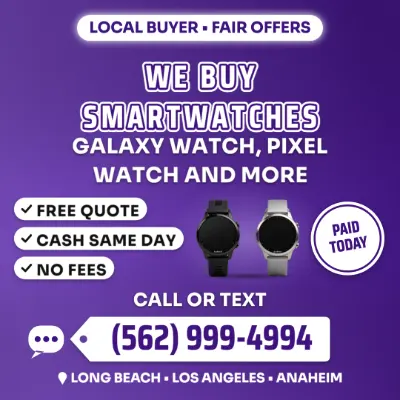 LOCAL BUYER • FAIR OFFERS
WE BUY
SMARTWATCHES
GALAXY WATCH, PIXEL
WATCH AND MORE
FREE QUOTE
CASH SAME DAY
NO FEES
PAID
TODAY
CALL OR TEXT
(562) 999-4994
LONG BEACH • LOS ANGELES • ANAHEIM